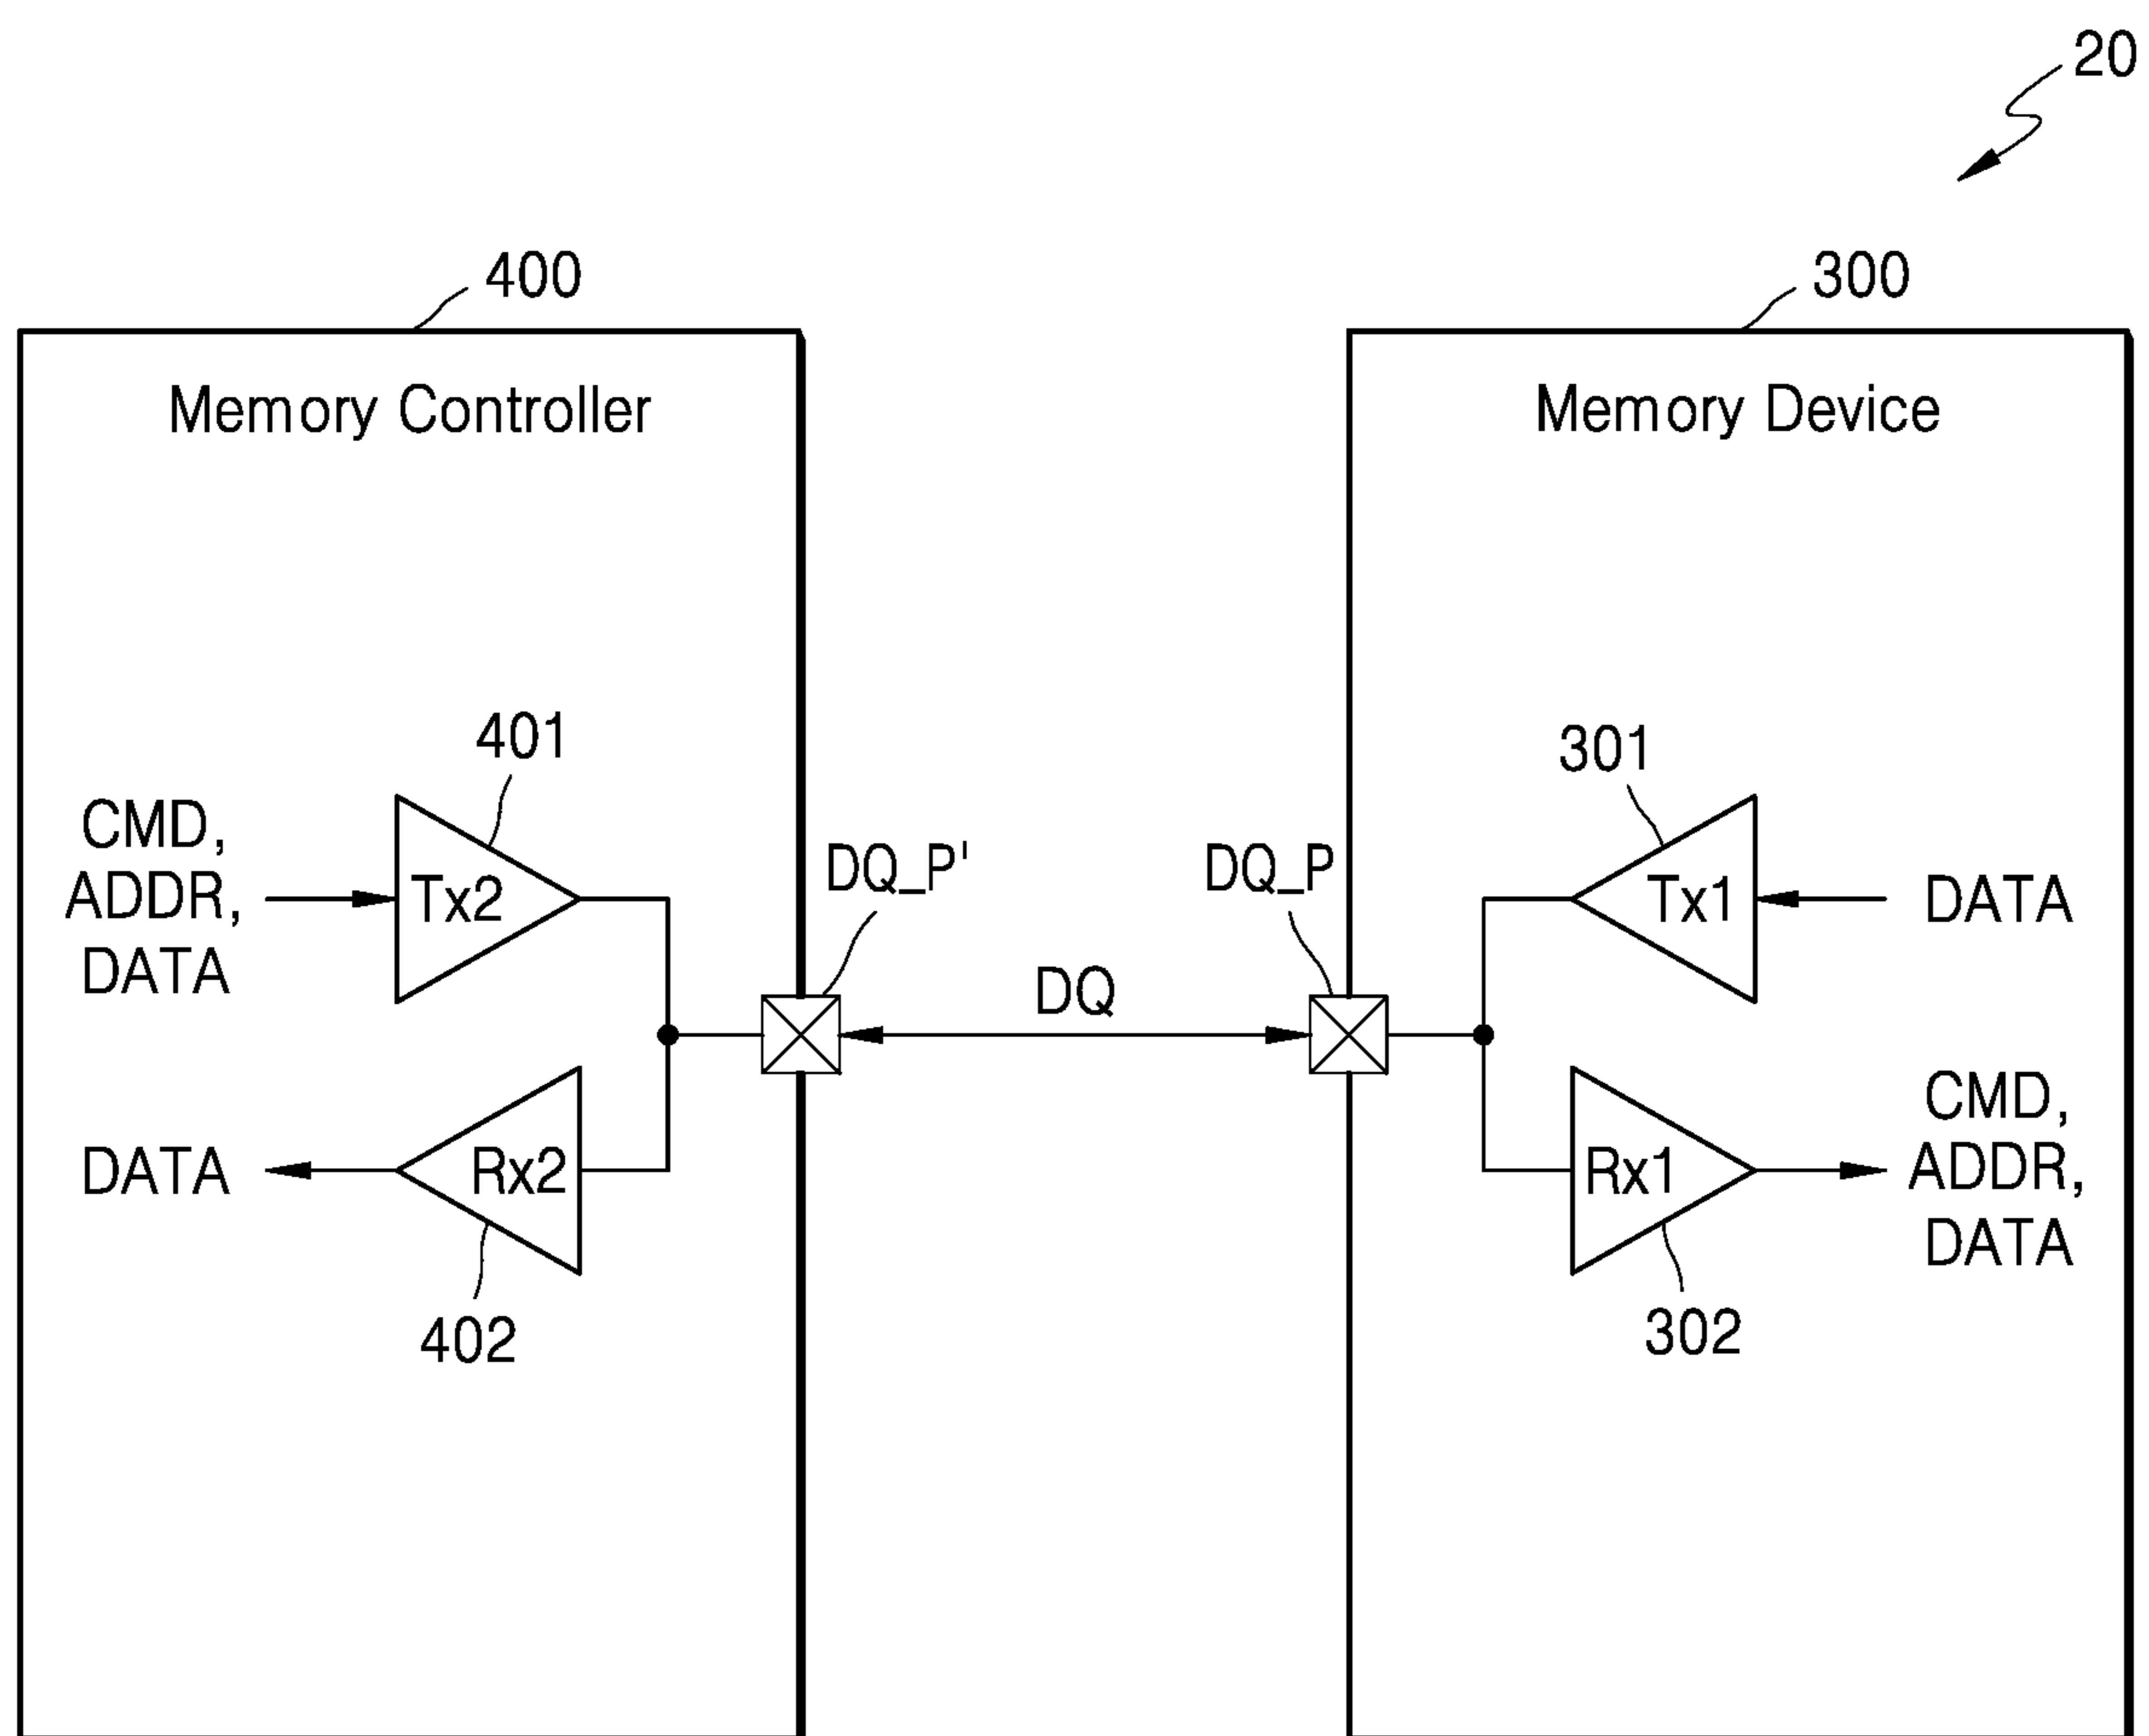 20
400
300
Memory Controller
Memory Device
401
301
CMD,
ADDR,
DATA
Tx2
DQ_P'
DQ_P
Tx1
DATA
DQ
DATA
Rx2
Rx1
CMD,
ADDR,
DATA
402
302